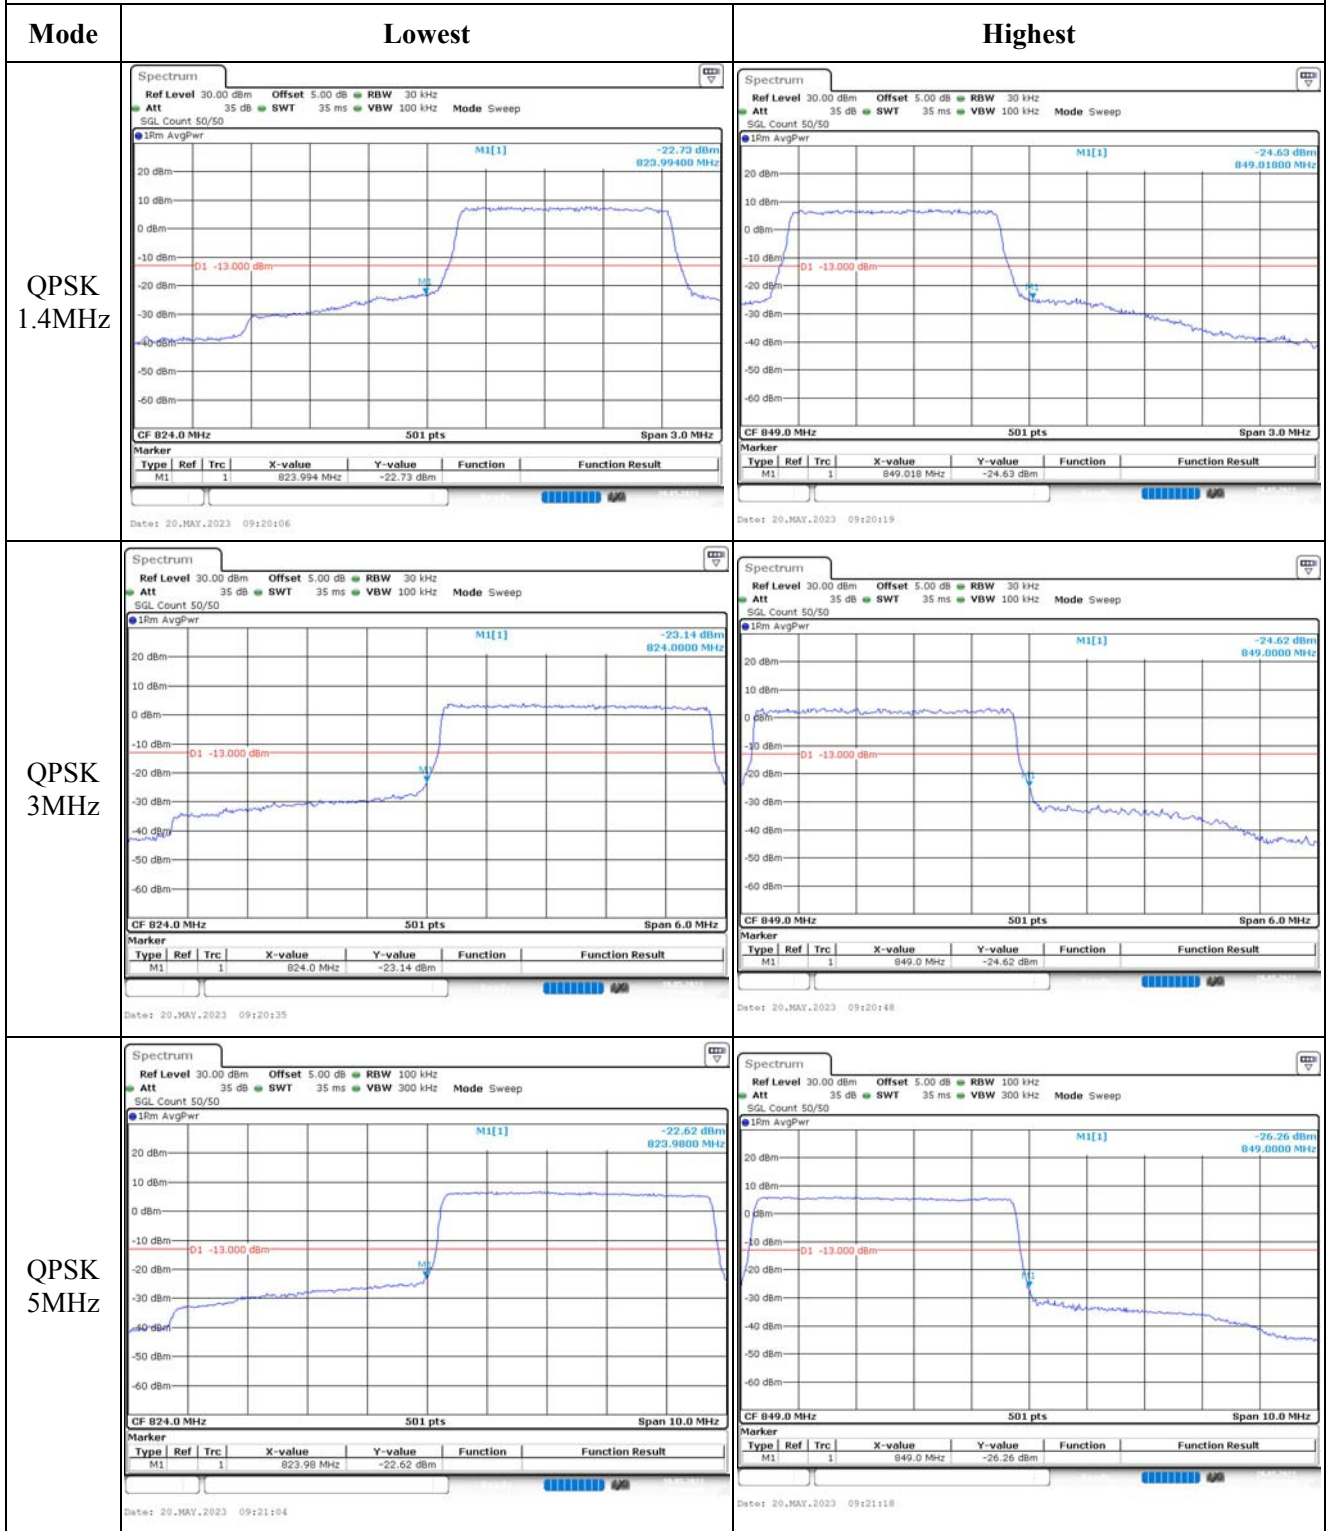 Mode Lowest Highest
QPSK
1.4MHz
Spectrum
Ref Level 30.00 dBm Offset 5.00 dB RBW 30 kHz
Att 35 dB SWT 35 ms VBW 100 kHz Mode Sweep
SGL Count 50/50
1Rm AvgPwr
M1[1] -22.73 dBm
823.99400 MHz
20 dBm
10 dBm
0 dBm
-10 dBm
D1 -13.000 dBm
M1
-20 dBm
-30 dBm
-40 dBm
-50 dBm
-60 dBm
CF 824.0 MHz 501 pts Span 3.0 MHz
Marker
Type Ref Trc X-value Y-value Function Function Result
M1 1 823.994 MHz -22.73 dBm
Date: 20.MAY.2023 09:20:06
Spectrum
Ref Level 30.00 dBm Offset 5.00 dB RBW 30 kHz
Att 35 dB SWT 35 ms VBW 100 kHz Mode Sweep
SGL Count 50/50
1Rm AvgPwr
M1[1] -24.63 dBm
849.01800 MHz
20 dBm
10 dBm
0 dBm
-10 dBm
D1 -13.000 dBm
-20 dBm
M1
-30 dBm
-40 dBm
-50 dBm
-60 dBm
CF 849.0 MHz 501 pts Span 3.0 MHz
Marker
Type Ref Trc X-value Y-value Function Function Result
M1 1 849.018 MHz -24.63 dBm
Date: 20.MAY.2023 09:20:19
QPSK
3MHz
Spectrum
Ref Level 30.00 dBm Offset 5.00 dB RBW 30 kHz
Att 35 dB SWT 35 ms VBW 100 kHz Mode Sweep
SGL Count 50/50
1Rm AvgPwr
M1[1] -23.14 dBm
824.0000 MHz
20 dBm
10 dBm
0 dBm
-10 dBm
D1 -13.000 dBm
M1
-20 dBm
-30 dBm
-40 dBm
-50 dBm
-60 dBm
CF 824.0 MHz 501 pts Span 6.0 MHz
Marker
Type Ref Trc X-value Y-value Function Function Result
M1 1 824.0 MHz -23.14 dBm
Date: 20.MAY.2023 09:20:35
Spectrum
Ref Level 30.00 dBm Offset 5.00 dB RBW 30 kHz
Att 35 dB SWT 35 ms VBW 100 kHz Mode Sweep
SGL Count 50/50
1Rm AvgPwr
M1[1] -24.62 dBm
849.0000 MHz
20 dBm
10 dBm
0 dBm
-10 dBm
D1 -13.000 dBm
-20 dBm
M1
-30 dBm
-40 dBm
-50 dBm
-60 dBm
CF 849.0 MHz 501 pts Span 6.0 MHz
Marker
Type Ref Trc X-value Y-value Function Function Result
M1 1 849.0 MHz -24.62 dBm
Date: 20.MAY.2023 09:20:48
QPSK
5MHz
Spectrum
Ref Level 30.00 dBm Offset 5.00 dB RBW 100 kHz
Att 35 dB SWT 35 ms VBW 300 kHz Mode Sweep
SGL Count 50/50
1Rm AvgPwr
M1[1] -22.62 dBm
823.9800 MHz
20 dBm
10 dBm
0 dBm
-10 dBm
D1 -13.000 dBm
M1
-20 dBm
-30 dBm
-40 dBm
-50 dBm
-60 dBm
CF 824.0 MHz 501 pts Span 10.0 MHz
Marker
Type Ref Trc X-value Y-value Function Function Result
M1 1 823.98 MHz -22.62 dBm
Date: 20.MAY.2023 09:21:04
Spectrum
Ref Level 30.00 dBm Offset 5.00 dB RBW 100 kHz
Att 35 dB SWT 35 ms VBW 300 kHz Mode Sweep
SGL Count 50/50
1Rm AvgPwr
M1[1] -26.26 dBm
849.0000 MHz
20 dBm
10 dBm
0 dBm
-10 dBm
D1 -13.000 dBm
-20 dBm
M1
-30 dBm
-40 dBm
-50 dBm
-60 dBm
CF 849.0 MHz 501 pts Span 10.0 MHz
Marker
Type Ref Trc X-value Y-value Function Function Result
M1 1 849.0 MHz -26.26 dBm
Date: 20.MAY.2023 09:21:18